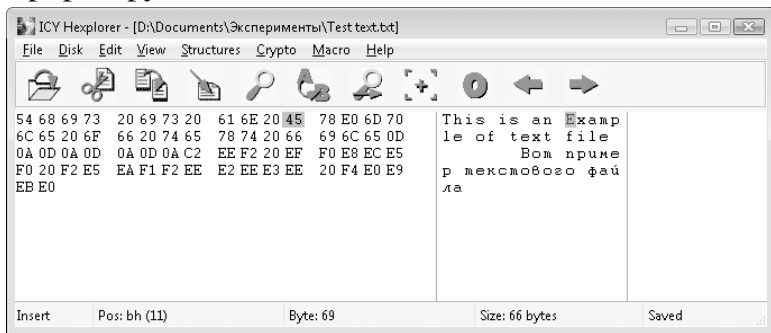 ICY Hexplorer - [D:\Documents\Эксперименты\Test text.txt]
File Disk Edit View Structures Crypto Macro Help
54 68 69 73 20 69 73 20 61 6E 20 45 78 E0 6D 70 This is an Examp
6C 65 20 6F 66 20 74 65 78 74 20 66 69 6C 65 0D le of text file
0A 0D 0A 0D 0A 0D 0A C2 EE F2 20 EF F0 E8 EC E5 Вот приме
F0 20 F2 E5 EA F1 F2 EE E2 EE E3 EE 20 F4 E0 E9 р текстового фай
EB E0 ла
Insert Pos: bh (11) Byte: 69 Size: 66 bytes Saved